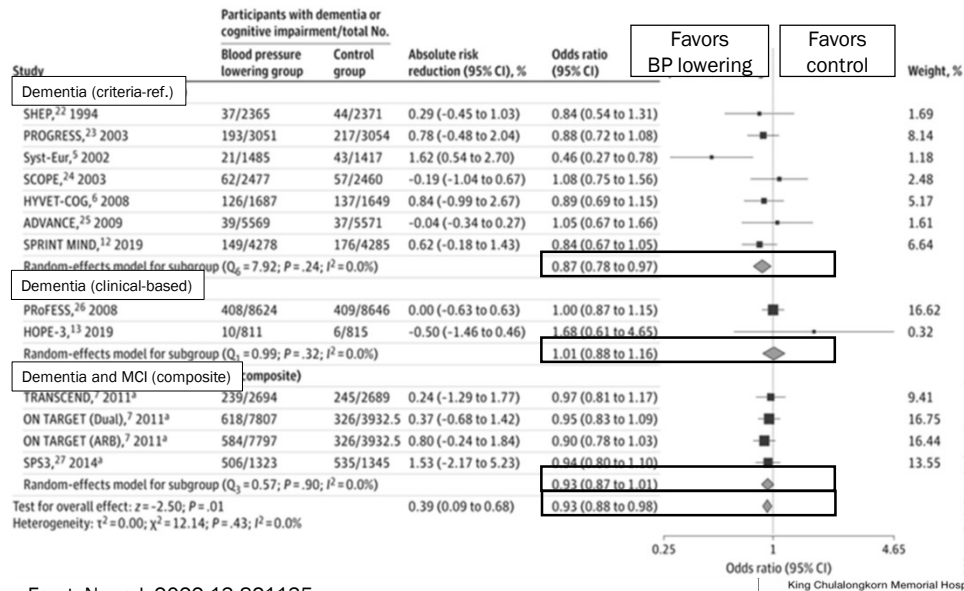 Participants with dementia or
cognitive impairment/total No.
Favors
BP lowering
Favors
control
Study
Blood pressure
lowering group
Control
group
Absolute risk
reduction (95% CI), %
Odds ratio
(95% CI)
Weight, %
Dementia (criteria-ref.)
SHEP,22 1994 37/2365 44/2371 0.29 (-0.45 to 1.03) 0.84 (0.54 to 1.31) 1.69
PROGRESS,23 2003 193/3051 217/3054 0.78 (-0.48 to 2.04) 0.88 (0.72 to 1.08) 8.14
Syst-Eur,5 2002 21/1485 43/1417 1.62 (0.54 to 2.70) 0.46 (0.27 to 0.78) 1.18
SCOPE,24 2003 62/2477 57/2460 -0.19 (-1.04 to 0.67) 1.08 (0.75 to 1.56) 2.48
HYVET-COG,6 2008 126/1687 137/1649 0.84 (-0.99 to 2.67) 0.89 (0.69 to 1.15) 5.17
ADVANCE,25 2009 39/5569 37/5571 -0.04 (-0.34 to 0.27) 1.05 (0.67 to 1.66) 1.61
SPRINT MIND,12 2019 149/4278 176/4285 0.62 (-0.18 to 1.43) 0.84 (0.67 to 1.05) 6.64
Random-effects model for subgroup (Q6 = 7.92; P = .24; I2 = 0.0%) 0.87 (0.78 to 0.97)
Dementia (clinical-based)
PRoFESS,26 2008 408/8624 409/8646 0.00 (-0.63 to 0.63) 1.00 (0.87 to 1.15) 16.62
HOPE-3,13 2019 10/811 6/815 -0.50 (-1.46 to 0.46) 1.68 (0.61 to 4.65) 0.32
Random-effects model for subgroup (Q1 = 0.99; P = .32; I2 = 0.0%) 1.01 (0.88 to 1.16)
Dementia and MCI (composite) composite)
TRANSCEND,7 2011a 239/2694 245/2689 0.24 (-1.29 to 1.77) 0.97 (0.81 to 1.17) 9.41
ON TARGET (Dual),7 2011a 618/7807 326/3932.5 0.37 (-0.68 to 1.42) 0.95 (0.83 to 1.09) 16.75
ON TARGET (ARB),7 2011a 584/7797 326/3932.5 0.80 (-0.24 to 1.84) 0.90 (0.78 to 1.03) 16.44
SPS3,27 2014a 506/1323 535/1345 1.53 (-2.17 to 5.23) 0.94 (0.80 to 1.10) 13.55
Random-effects model for subgroup (Q3 = 0.57; P = .90; I2 = 0.0%) 0.93 (0.87 to 1.01)
Test for overall effect: z = -2.50; P = .01 0.39 (0.09 to 0.68) 0.93 (0.88 to 0.98)
Heterogeneity: τ2 = 0.00; χ2 = 12.14; P = .43; I2 = 0.0%
0.25 1 4.65
Odds ratio (95% CI)
King Chulalongkorn Memorial Hosp